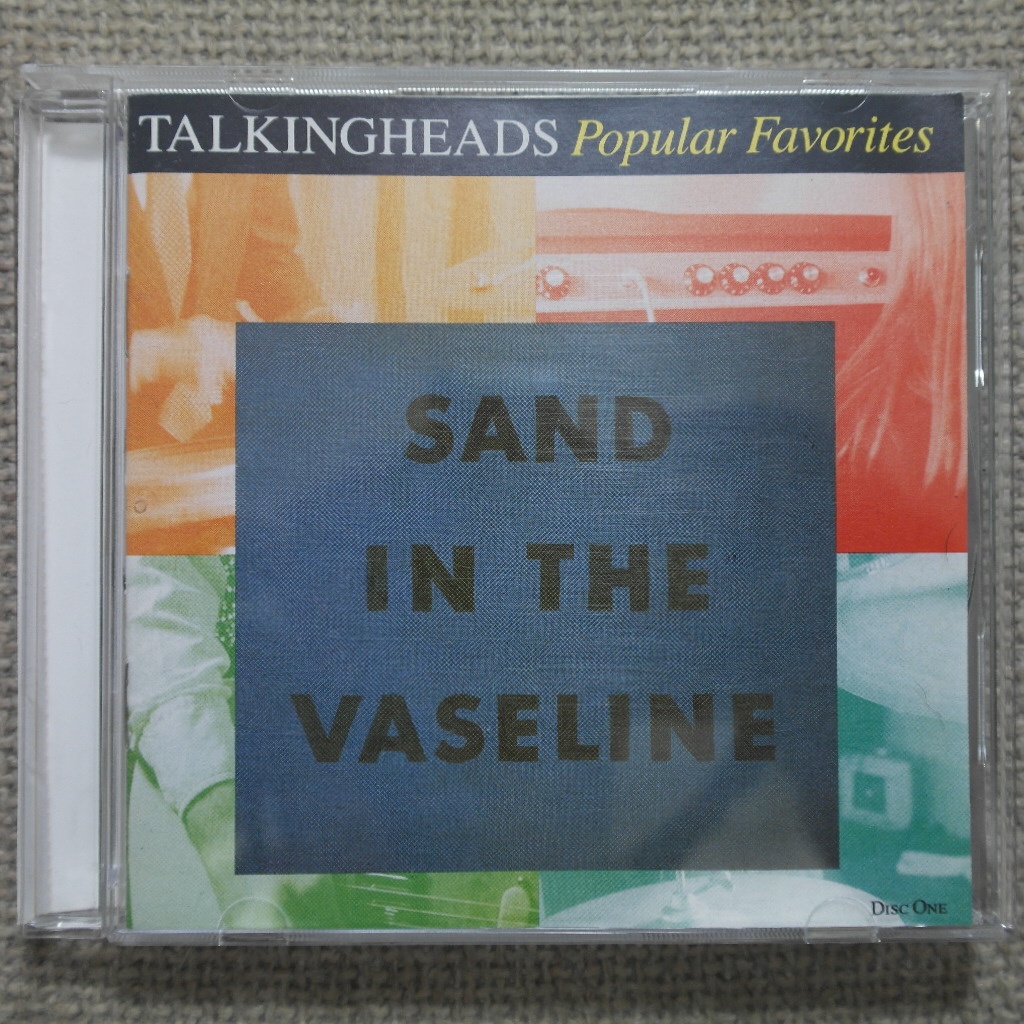 TALKINGHEADS Popular Favorites
SAND
IN THE
VASELINE
DISC ONE